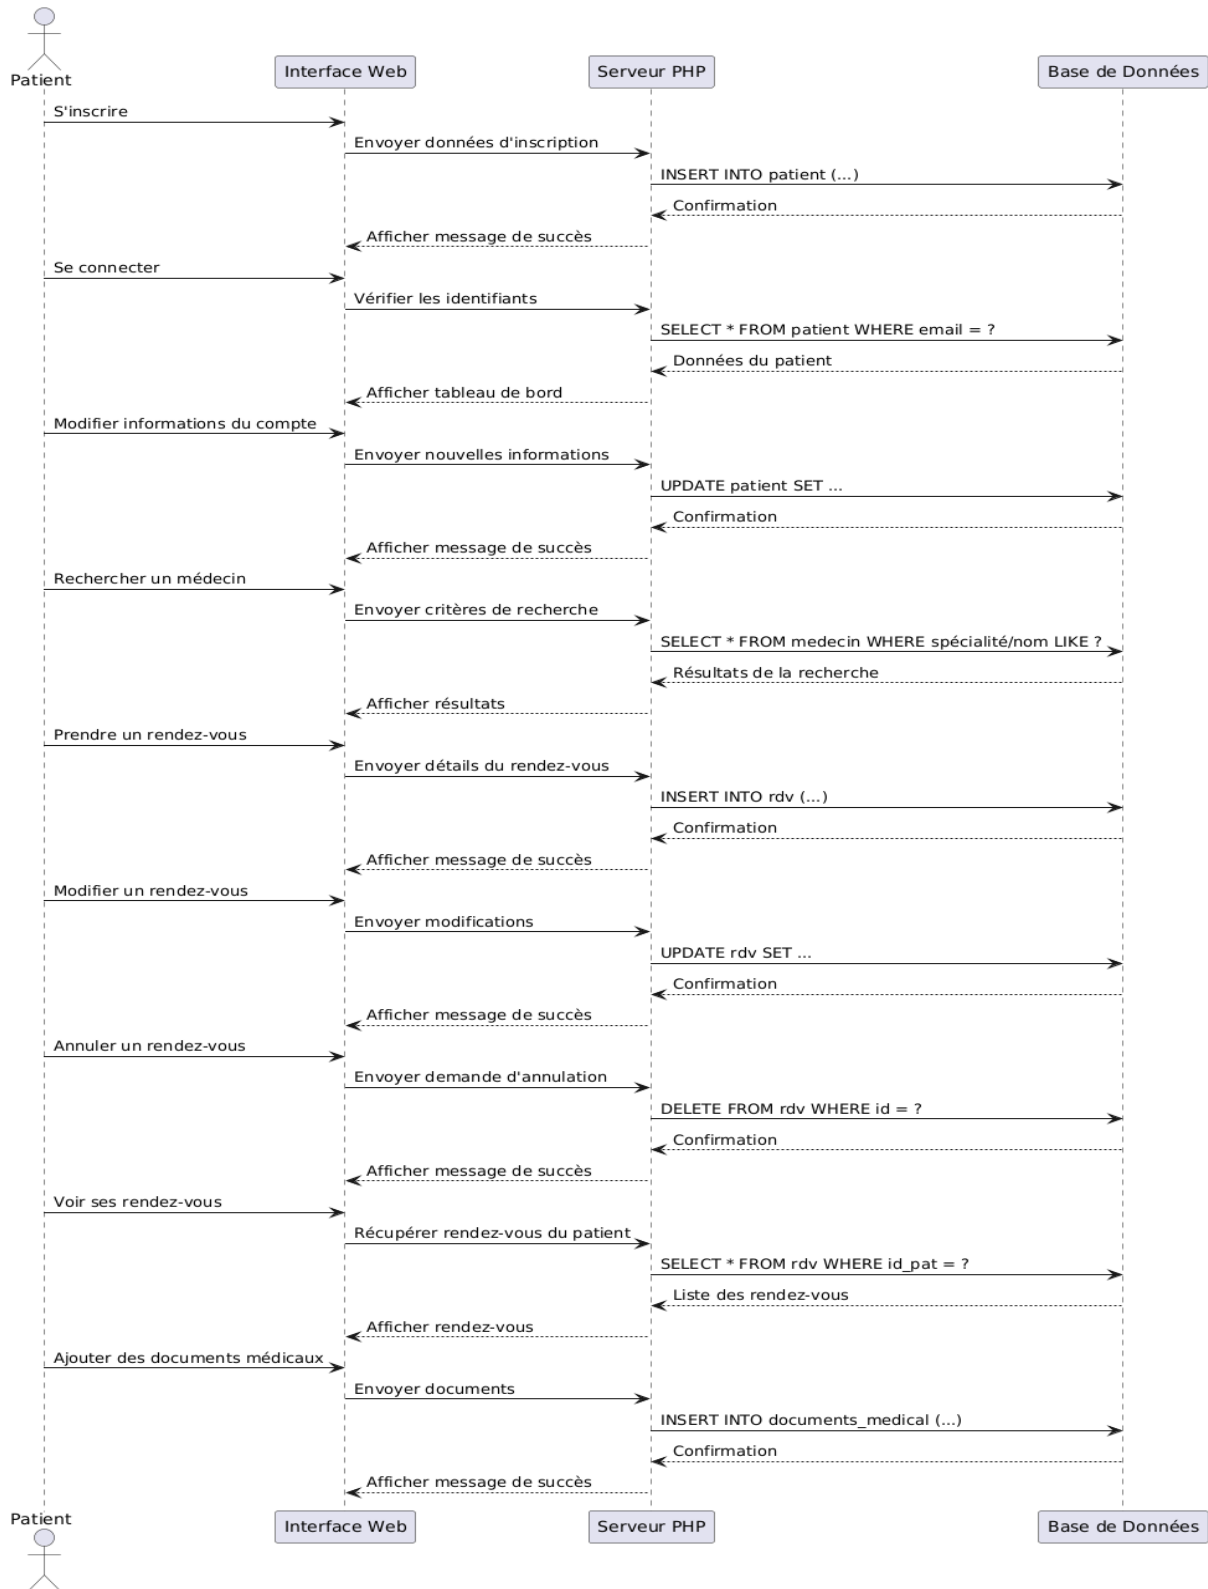 Patient
Interface Web
Serveur PHP
Base de Données
S'inscrire
Envoyer données d'inscription
INSERT INTO patient (...)
Confirmation
Afficher message de succès
Se connecter
Vérifier les identifiants
SELECT * FROM patient WHERE email = ?
Données du patient
Afficher tableau de bord
Modifier informations du compte
Envoyer nouvelles informations
UPDATE patient SET ...
Confirmation
Afficher message de succès
Rechercher un médecin
Envoyer critères de recherche
SELECT * FROM medecin WHERE spécialité/nom LIKE ?
Résultats de la recherche
Afficher résultats
Prendre un rendez-vous
Envoyer détails du rendez-vous
INSERT INTO rdv (...)
Confirmation
Afficher message de succès
Modifier un rendez-vous
Envoyer modifications
UPDATE rdv SET ...
Confirmation
Afficher message de succès
Annuler un rendez-vous
Envoyer demande d'annulation
DELETE FROM rdv WHERE id = ?
Confirmation
Afficher message de succès
Voir ses rendez-vous
Récupérer rendez-vous du patient
SELECT * FROM rdv WHERE id_pat = ?
Liste des rendez-vous
Afficher rendez-vous
Ajouter des documents médicaux
Envoyer documents
INSERT INTO documents_medical (...)
Confirmation
Afficher message de succès
Patient
Interface Web
Serveur PHP
Base de Données